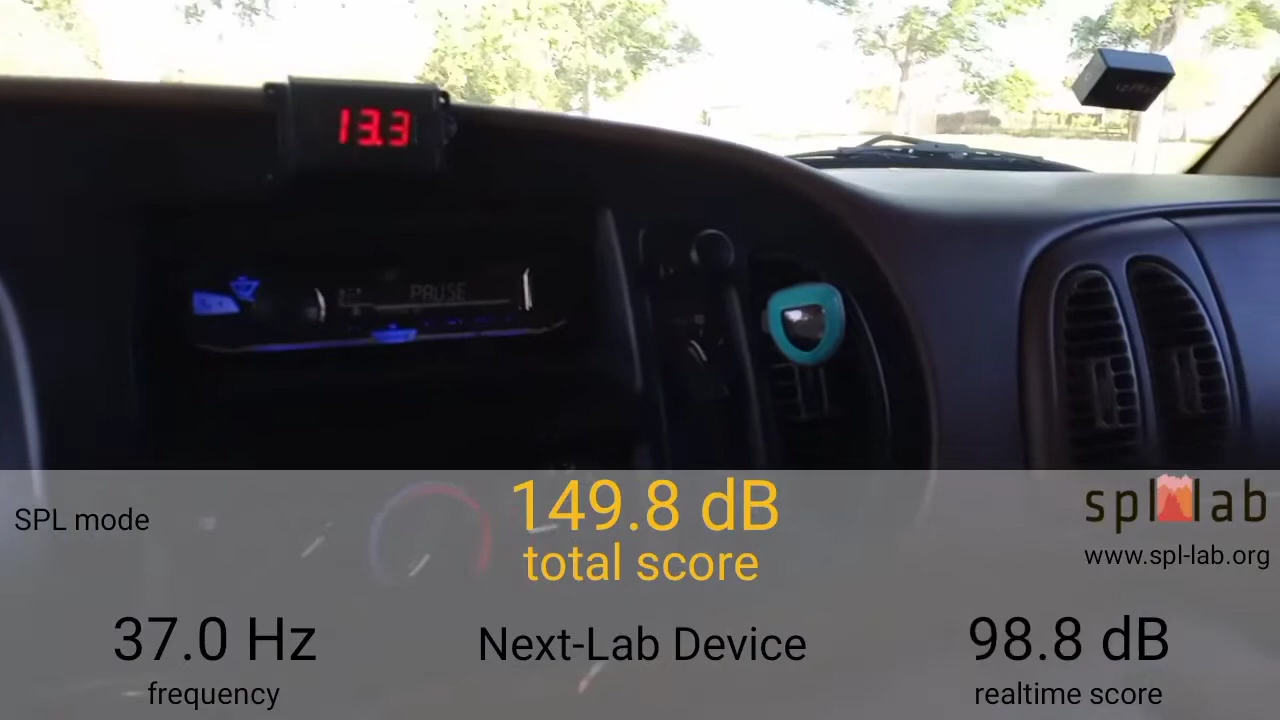 13.3
PAUSE
SPL mode
149.8 dB
total score
spl lab
www.spl-lab.org
37.0 Hz
frequency
Next-Lab Device
98.8 dB
realtime score